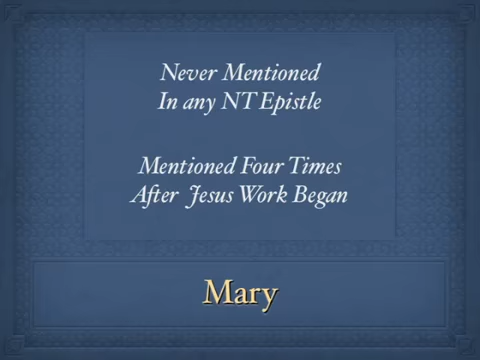 Never Mentioned
In any NT Epistle
Mentioned Four Times
After Jesus Work Began
Mary